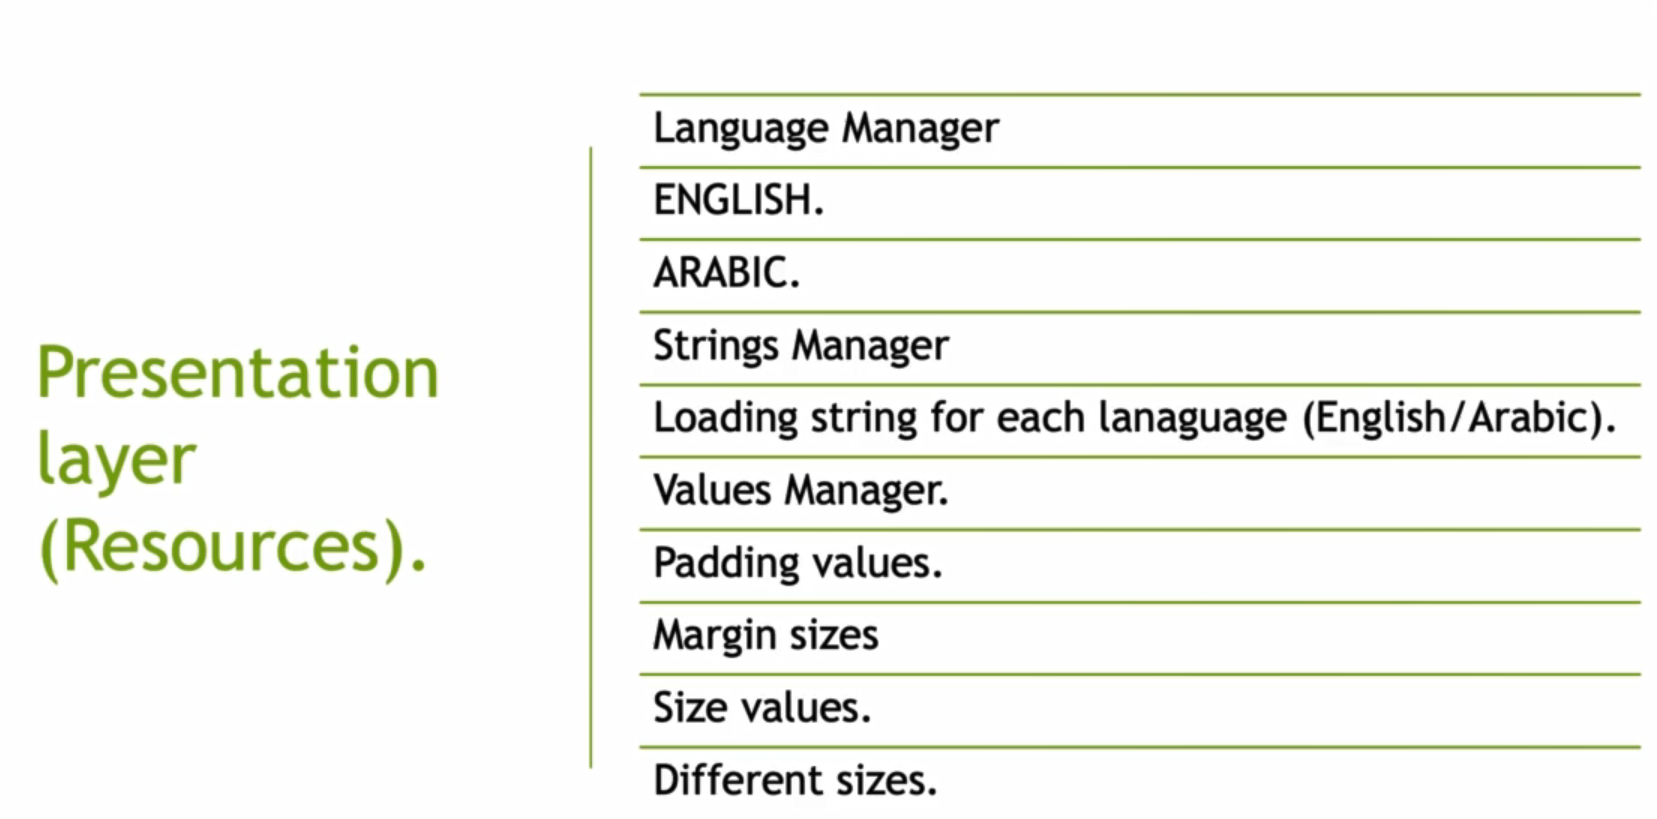 Presentation
layer
(Resources).
Language Manager
ENGLISH.
ARABIC.
Strings Manager
Loading string for each lanaguage (English/Arabic).
Values Manager.
Padding values.
Margin sizes
Size values.
Different sizes.